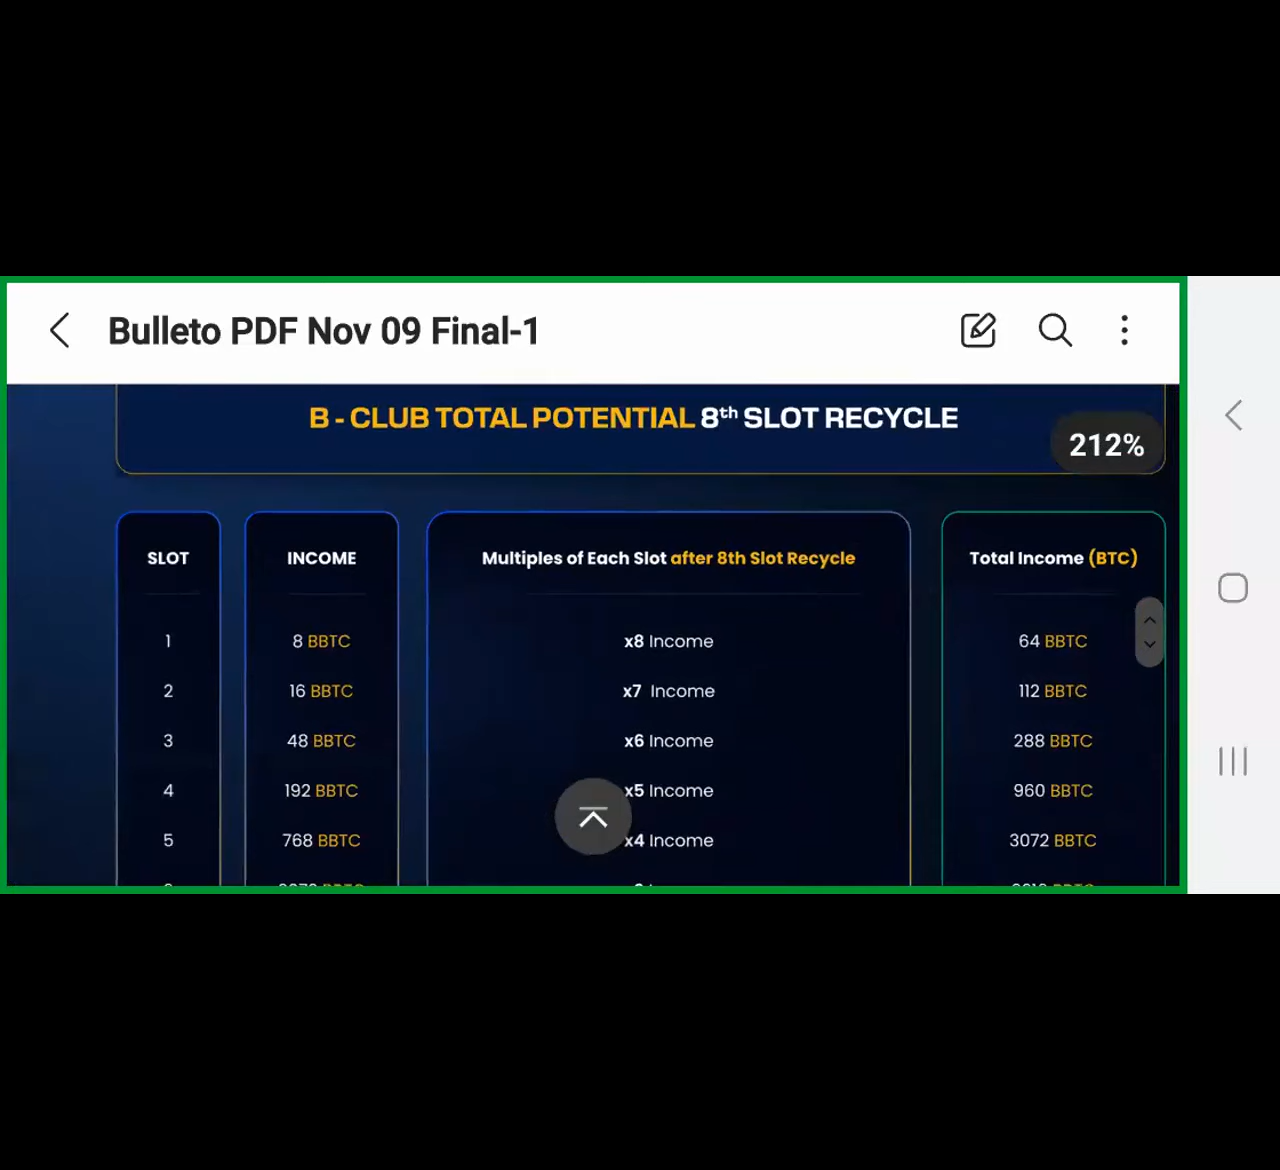 Bulleto PDF Nov 09 Final-1
B - CLUB TOTAL POTENTIAL 8th SLOT RECYCLE
212%
SLOT INCOME Multiples of Each Slot after 8th Slot Recycle Total Income (BTC)
1 8 BBTC x8 Income 64 BBTC
2 16 BBTC x7 Income 112 BBTC
3 48 BBTC x6 Income 288 BBTC
4 192 BBTC x5 Income 960 BBTC
5 768 BBTC x4 Income 3072 BBTC